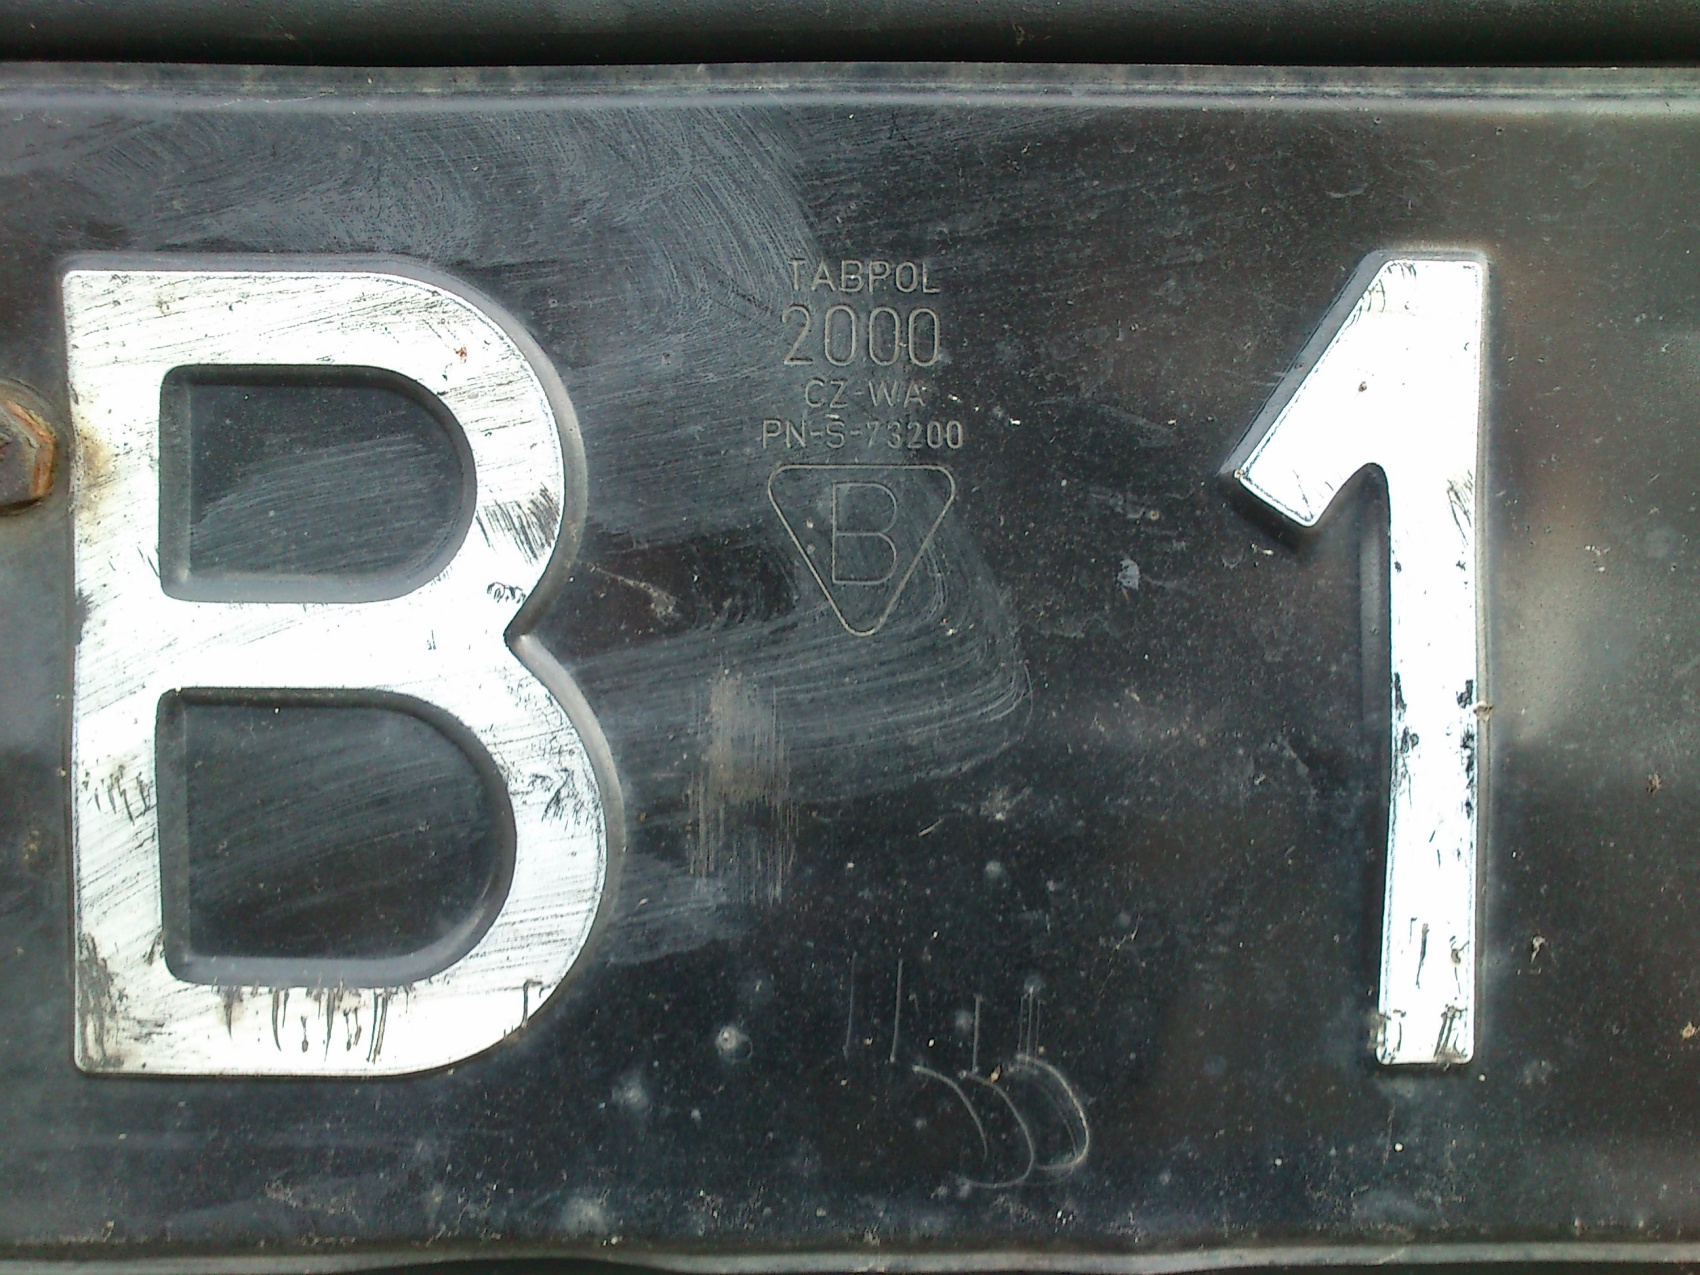 B 1
TABPOL
2000
CZ-WA
PN-S-73200
B